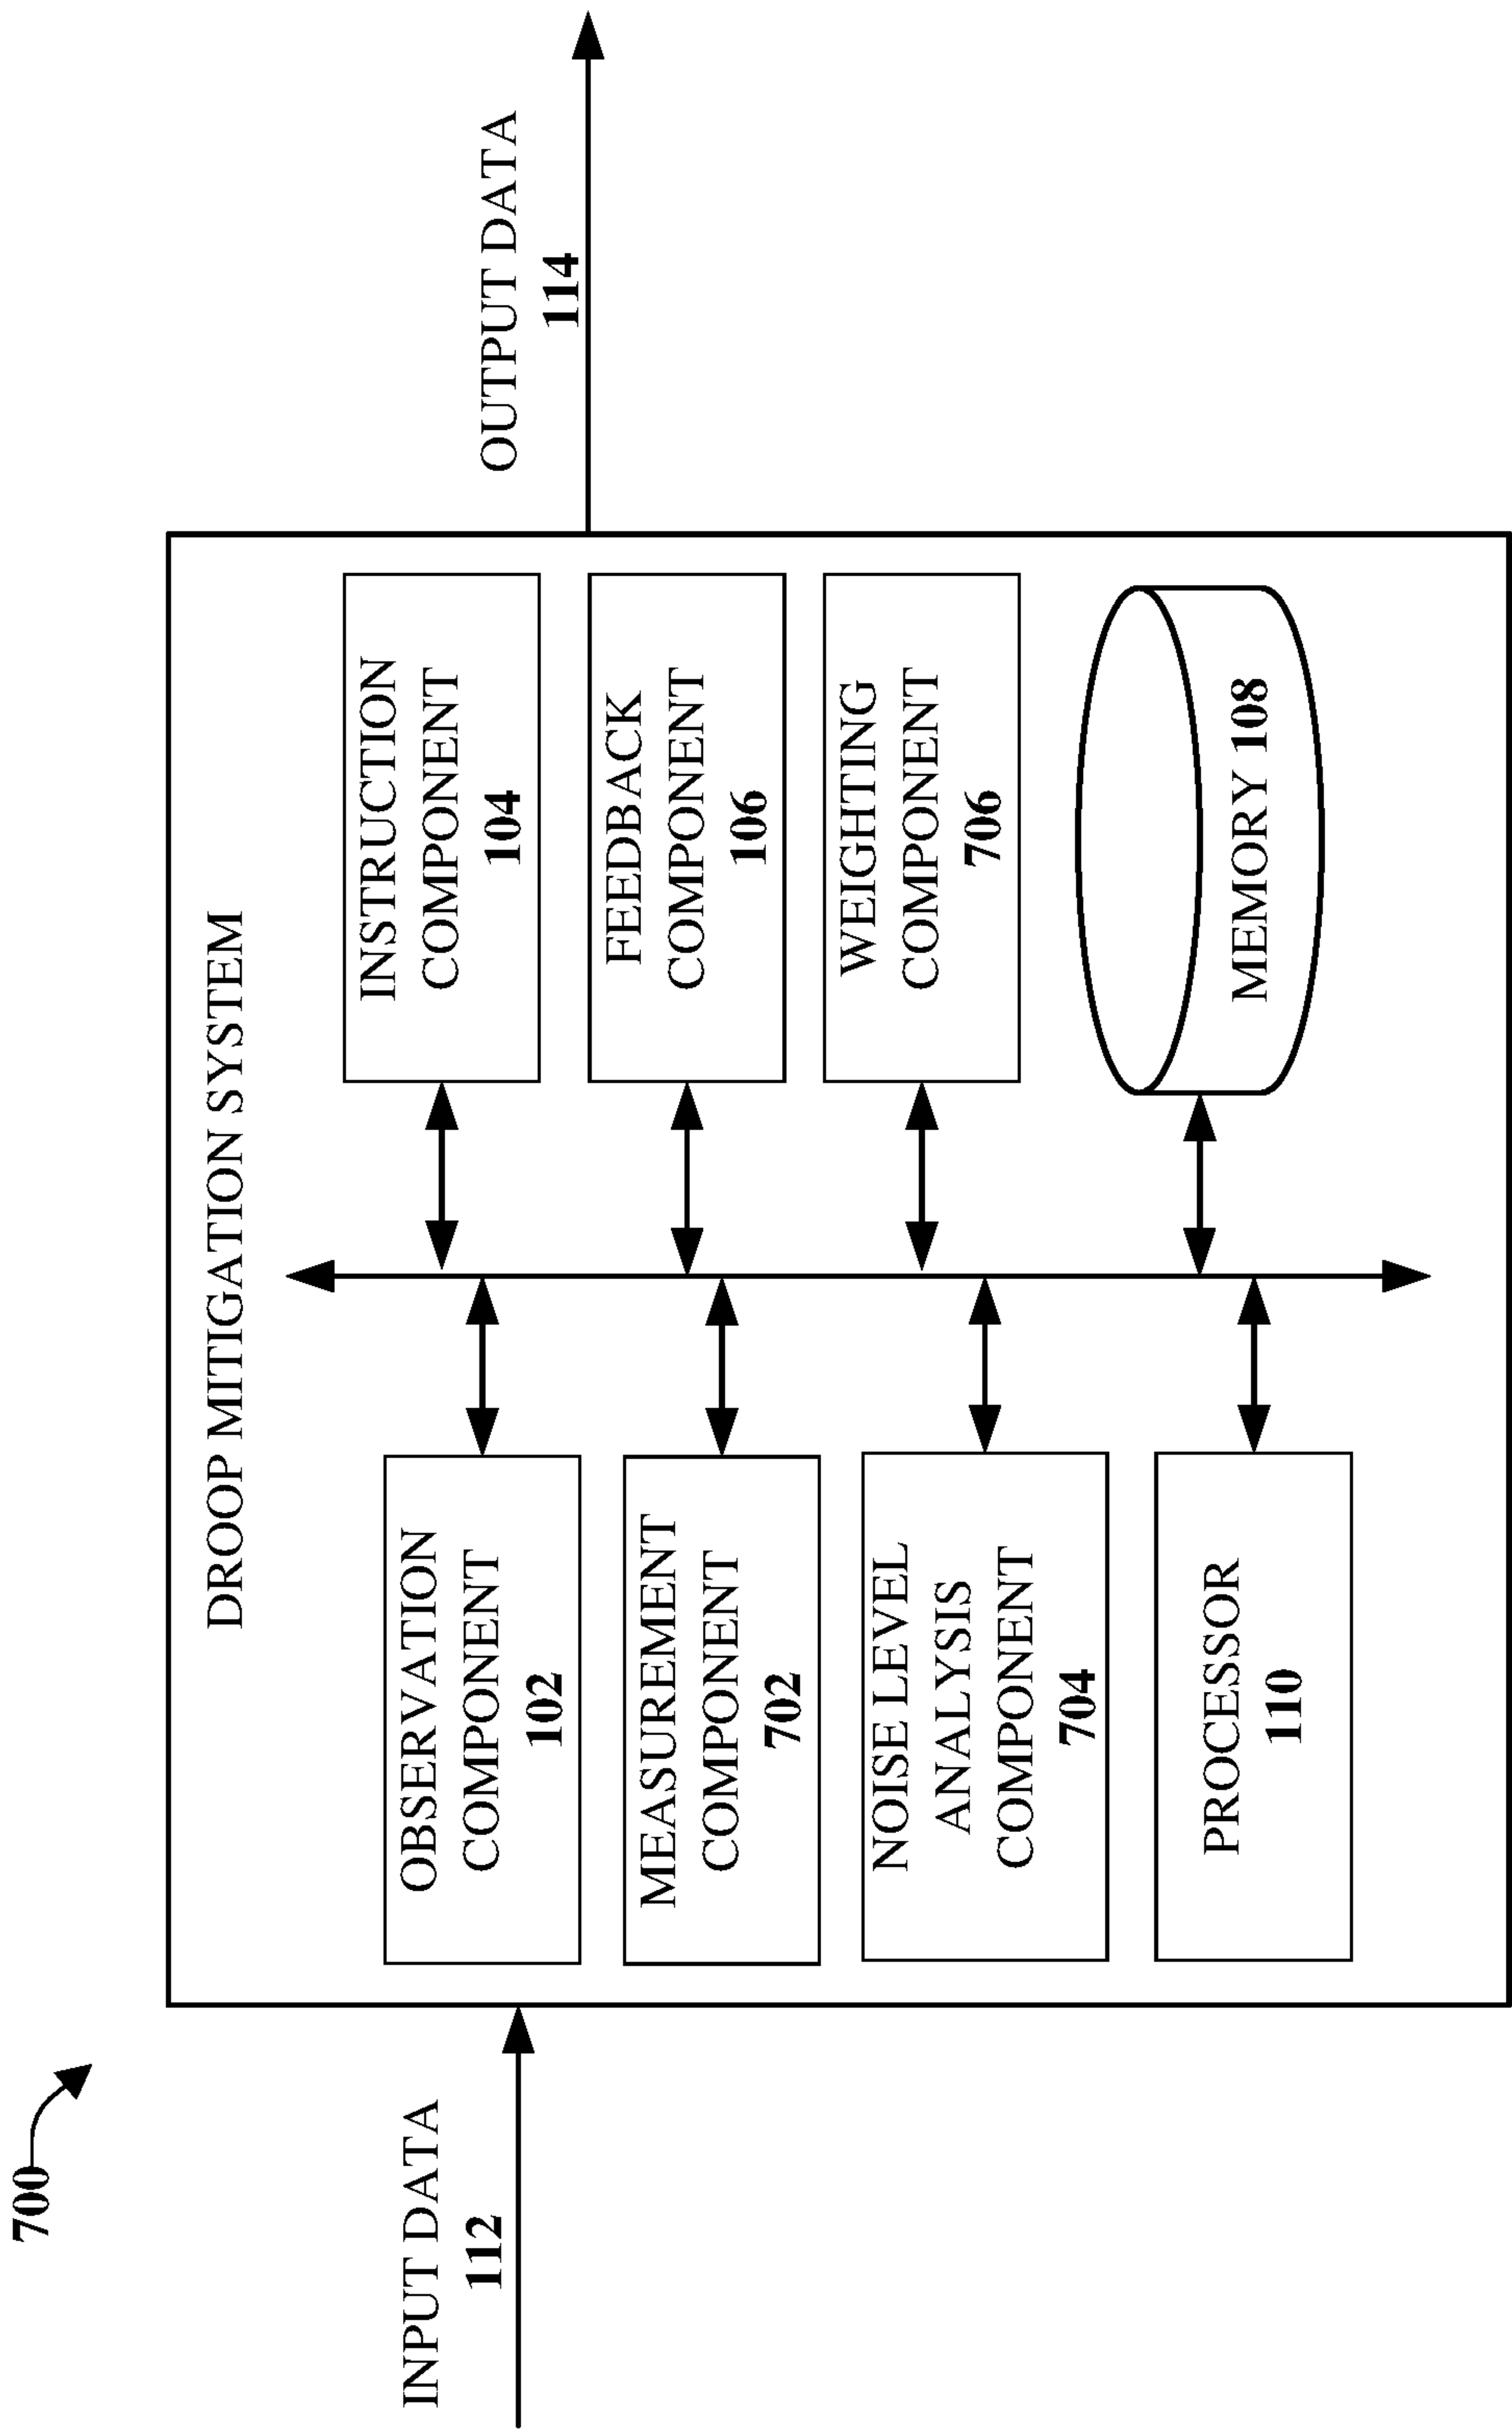 700
INPUT DATA
112
DROOP MITIGATION SYSTEM
OBSERVATION
COMPONENT
102
MEASUREMENT
COMPONENT
702
NOISE LEVEL
ANALYSIS
COMPONENT
704
PROCESSOR
110
INSTRUCTION
COMPONENT
104
FEEDBACK
COMPONENT
106
WEIGHTING
COMPONENT
706
MEMORY 108
OUTPUT DATA
114